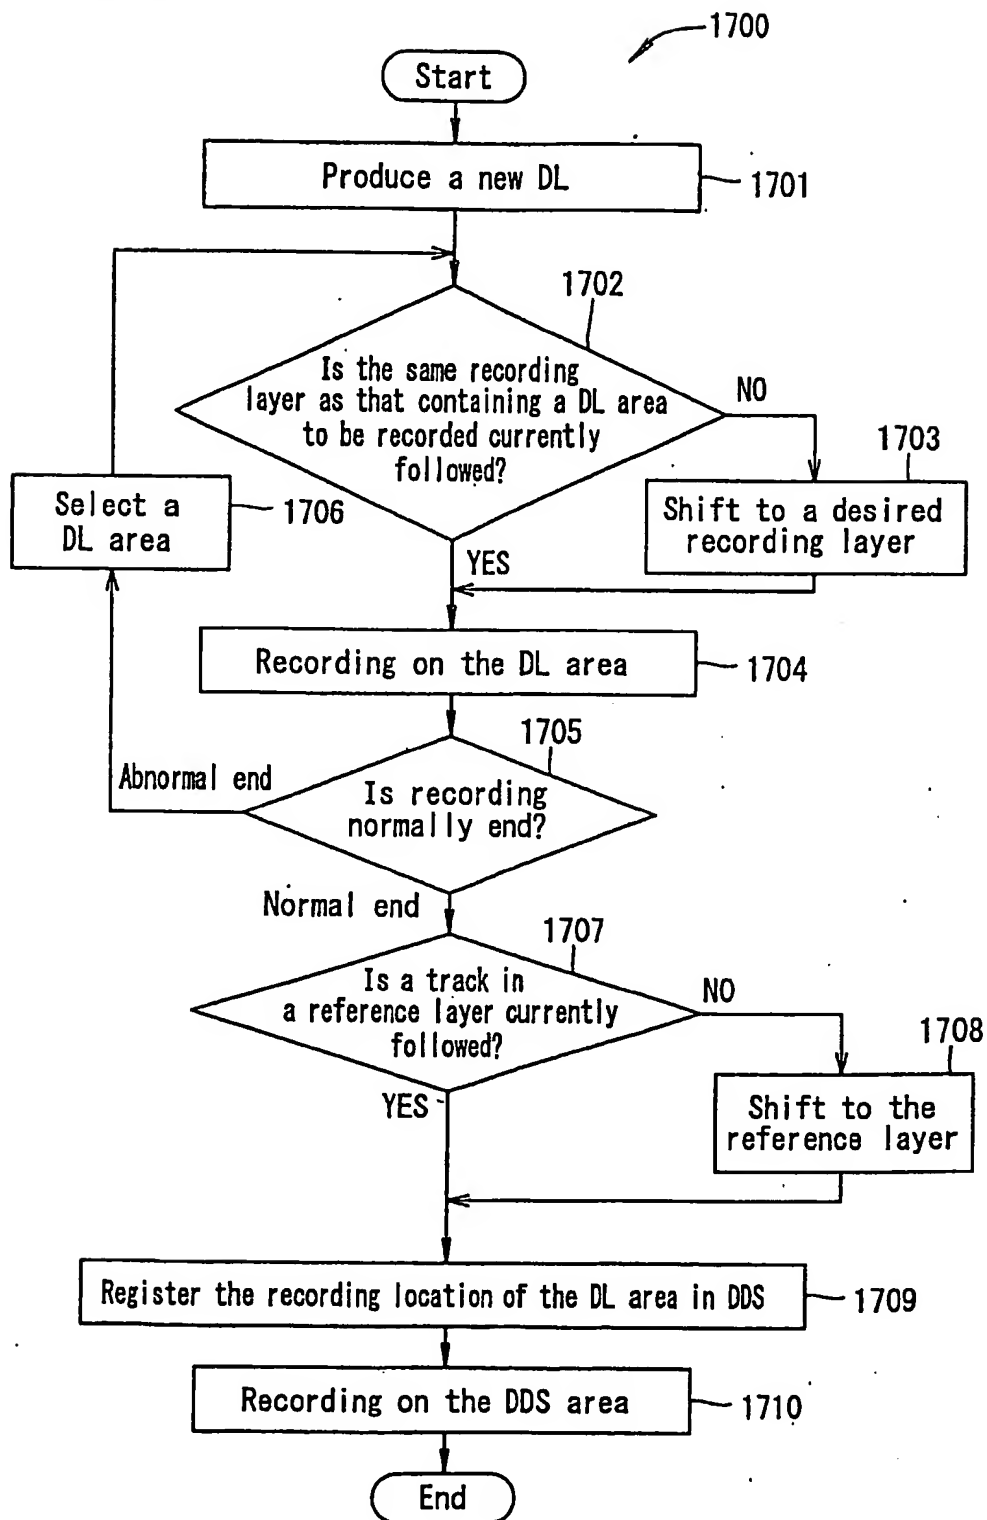 1700
Start
Produce a new DL
1701
1702
Is the same recording
layer as that containing a DL area
to be recorded currently
followed?
NO
1703
Shift to a desired
recording layer
Select a
DL area
1706
YES
Recording on the DL area
1704
1705
Abnormal end
Is recording
normally end?
Normal end
1707
Is a track in
a reference layer currently
followed?
NO
1708
Shift to the
reference layer
YES
Register the recording location of the DL area in DDS
1709
Recording on the DDS area
1710
End